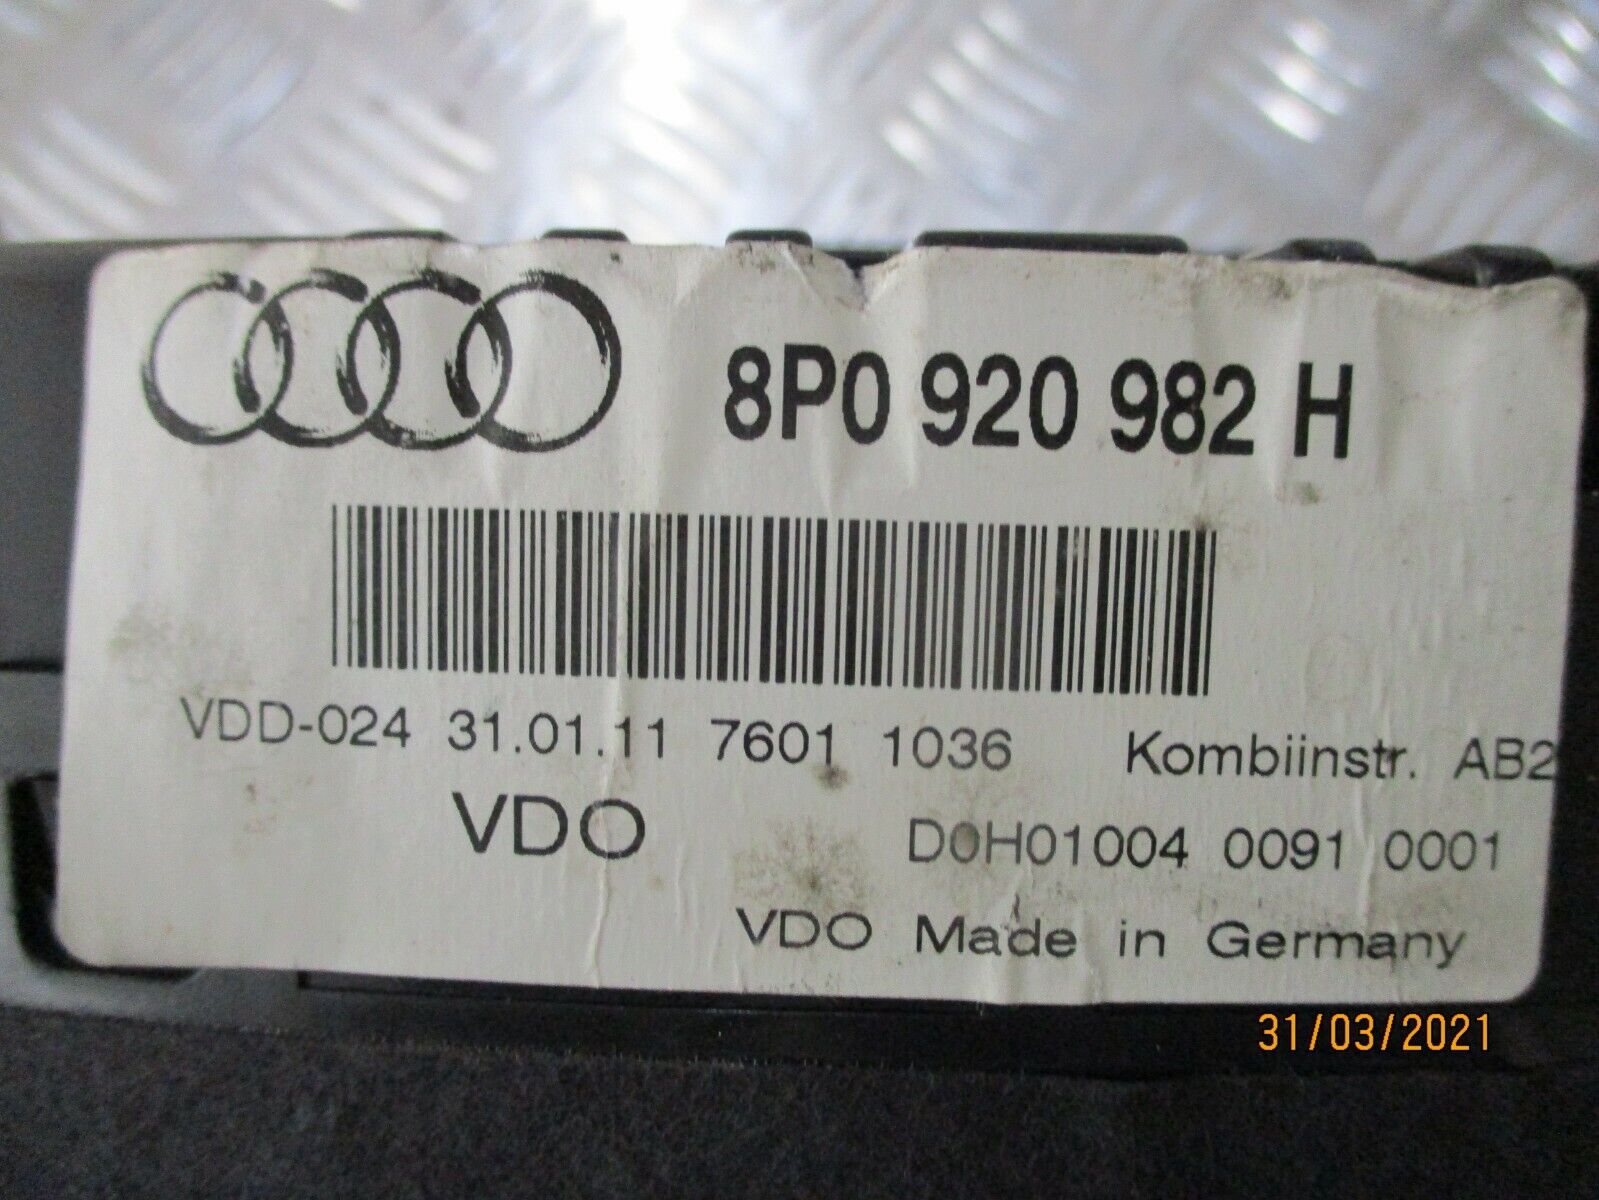 8P0 920 982 H
VDD-024 31.01.11 7601 1036 Kombiinstr. AB2
VDO D0H01004 0091 0001
VDO Made in Germany
31/03/2021